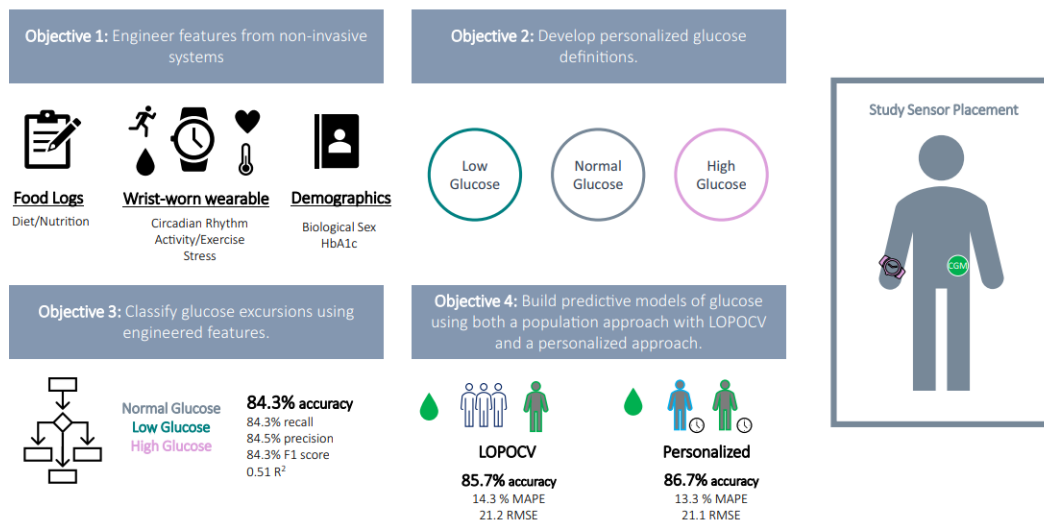 Objective 1: Engineer features from non-invasive
systems
Food Logs
Diet/Nutrition
Wrist-worn wearable
Circadian Rhythm
Activity/Exercise
Stress
Demographics
Biological Sex
HbA1c
Objective 2: Develop personalized glucose
definitions.
Low
Glucose
Normal
Glucose
High
Glucose
Objective 3: Classify glucose excursions using
engineered features.
Normal Glucose
Low Glucose
High Glucose
84.3% accuracy
84.3% recall
84.5% precision
84.3% F1 score
0.51 R²
Objective 4: Build predictive models of glucose
using both a population approach with LOPOCV
and a personalized approach.
LOPOCV
85.7% accuracy
14.3 % MAPE
21.2 RMSE
Personalized
86.7% accuracy
13.3 % MAPE
21.1 RMSE
Study Sensor Placement
CGM